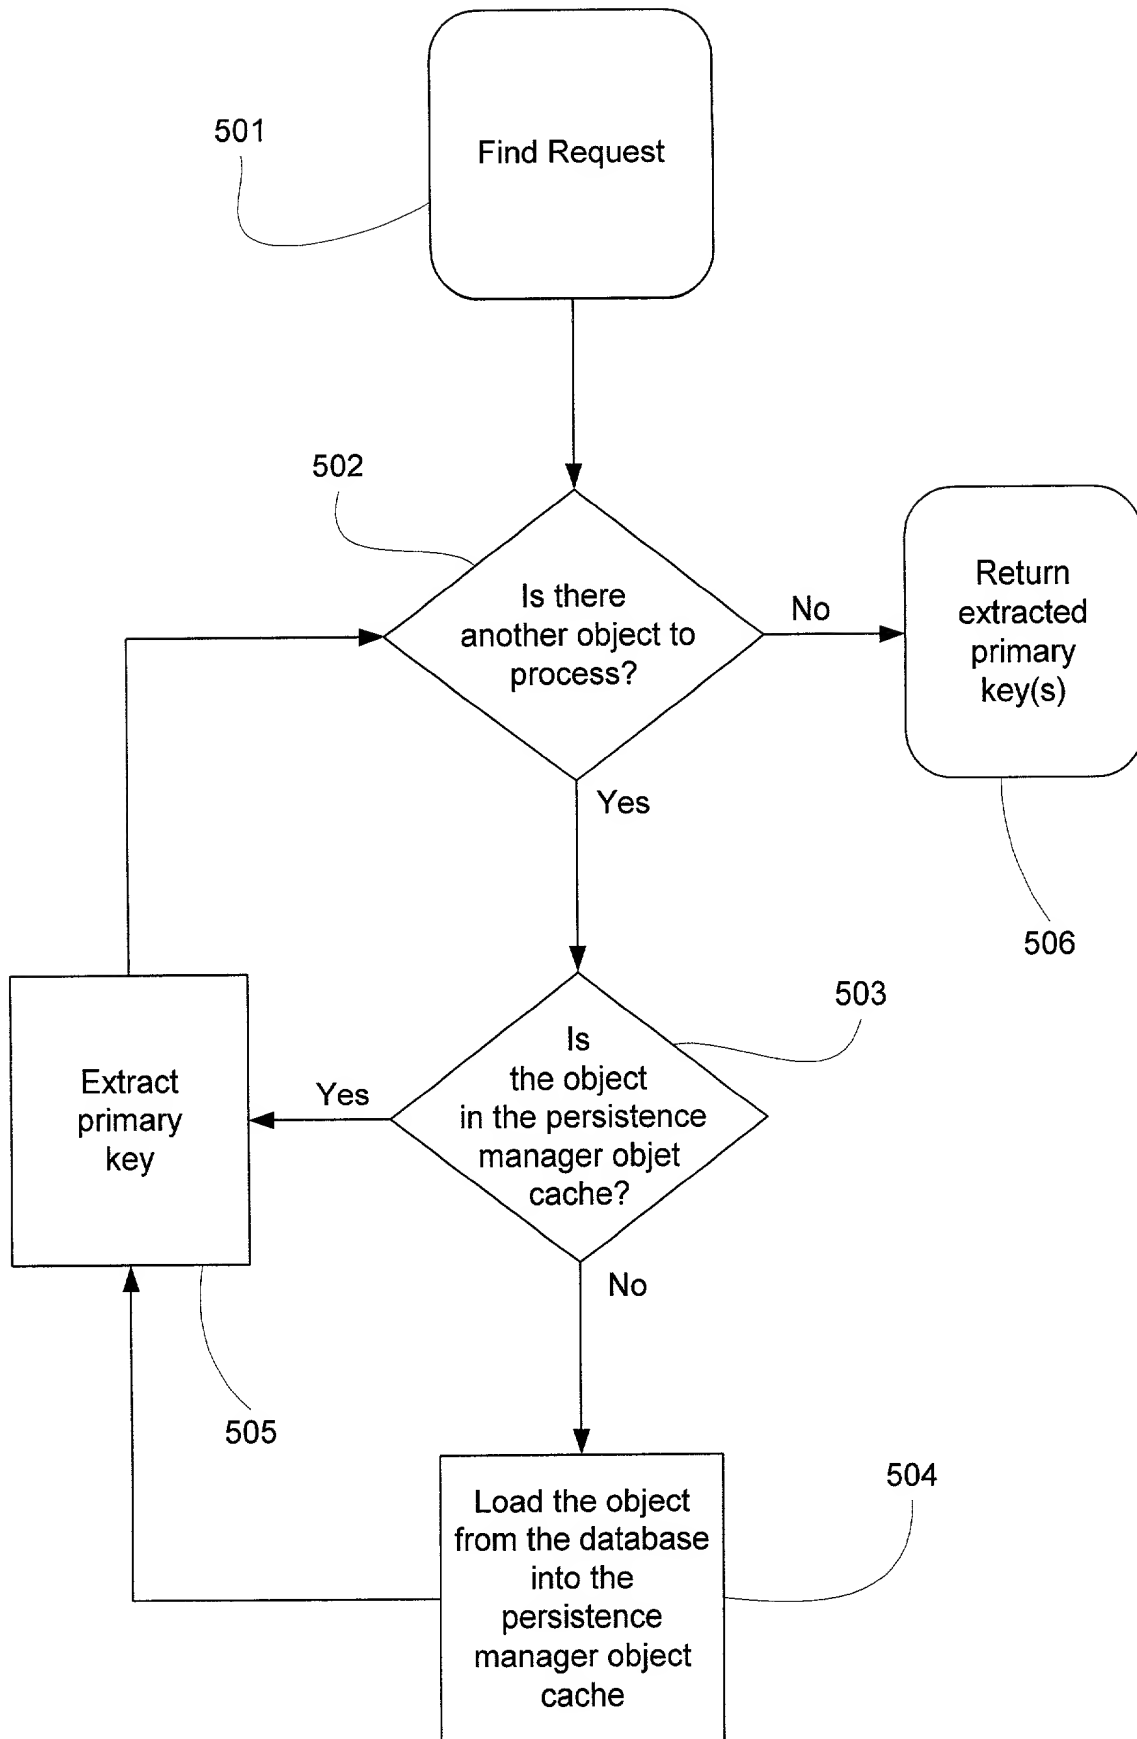 501
Find Request
502
Is there
another object to
process?
No
Return
extracted
primary
key(s)
Yes
506
503
Is
the object
in the persistence
manager objet
cache?
Yes
Extract
primary
key
No
505
504
Load the object
from the database
into the
persistence
manager object
cache